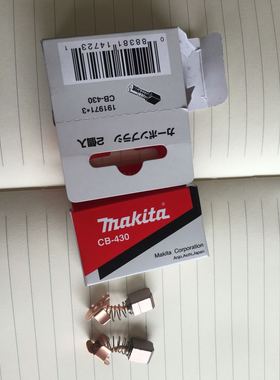 0 88381 14723 1
191971*3
CB-430
カーボンブラシ 2個入
makita
CB-430
Makita Corporation
Anjo, Aichi, Japan